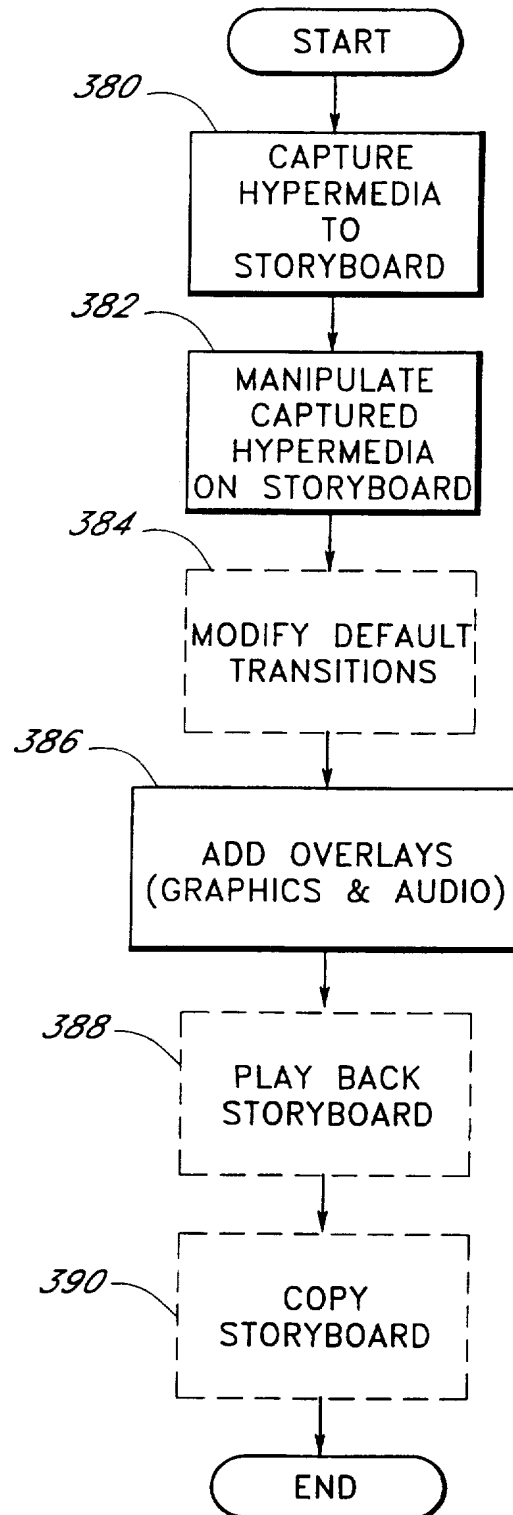 START
380
CAPTURE
HYPERMEDIA
TO
STORYBOARD
382
MANIPULATE
CAPTURED
HYPERMEDIA
ON STORYBOARD
384
MODIFY DEFAULT
TRANSITIONS
386
ADD OVERLAYS
(GRAPHICS & AUDIO)
388
PLAY BACK
STORYBOARD
390
COPY
STORYBOARD
END